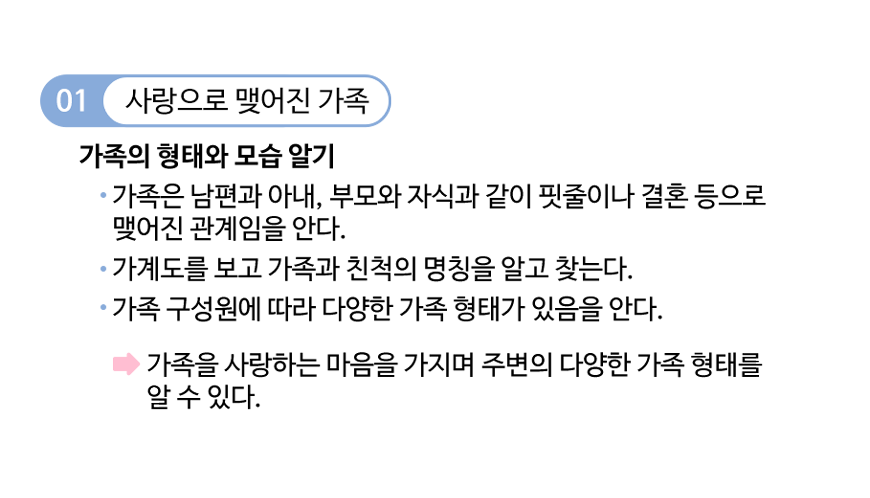 01 사랑으로 맺어진 가족
가족의 형태와 모습 알기
• 가족은 남편과 아내, 부모와 자식과 같이 핏줄이나 결혼 등으로
맺어진 관계임을 안다.
• 가계도를 보고 가족과 친척의 명칭을 알고 찾는다.
• 가족 구성원에 따라 다양한 가족 형태가 있음을 안다.
가족을 사랑하는 마음을 가지며 주변의 다양한 가족 형태를
알 수 있다.